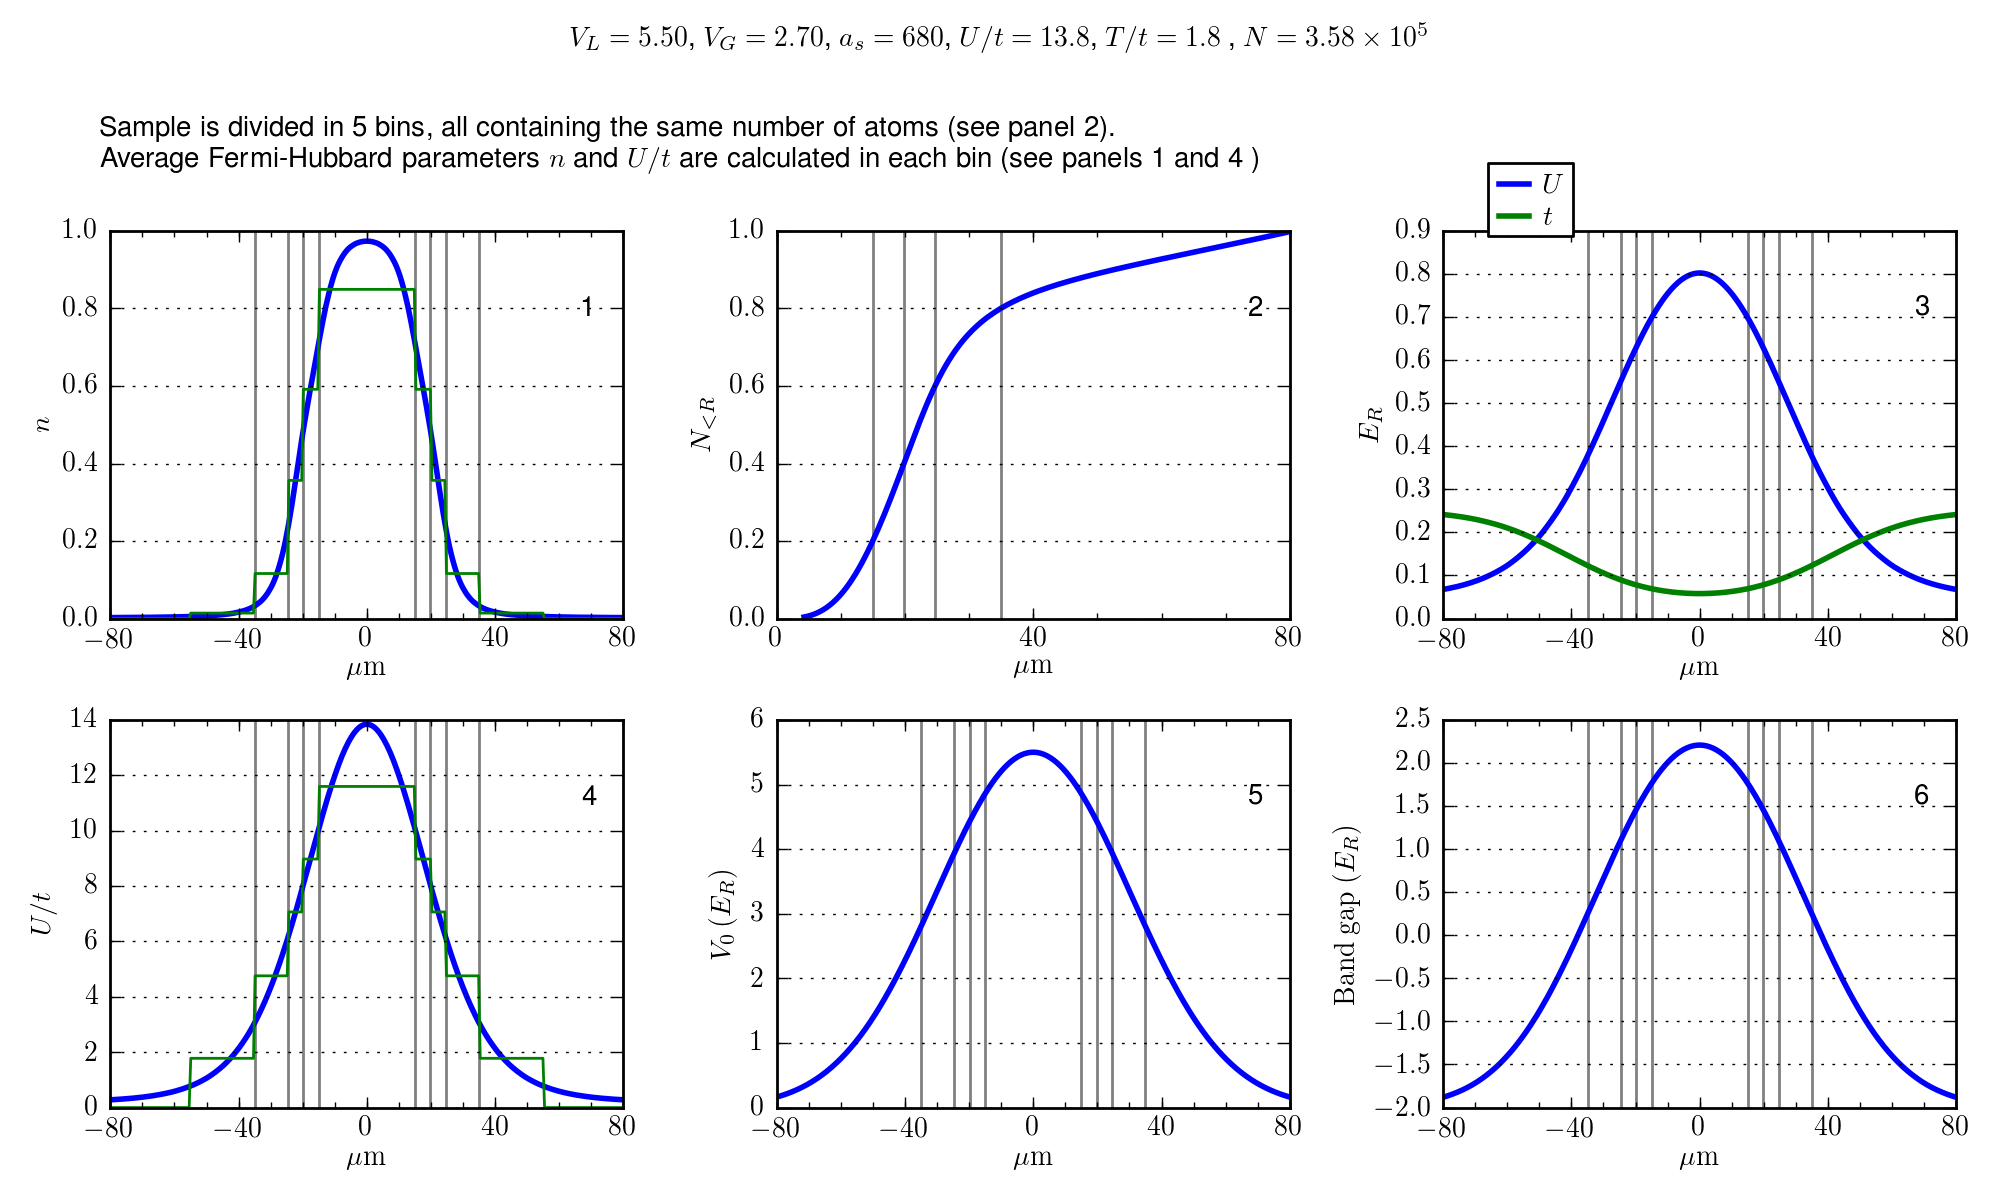 V_L = 5.50, V_G = 2.70, a_s = 680, U/t = 13.8, T/t = 1.8 , N = 3.58 × 10^5
Sample is divided in 5 bins, all containing the same number of atoms (see panel 2).
Average Fermi-Hubbard parameters n and U/t are calculated in each bin (see panels 1 and 4 )
1.0
0.8
0.6
0.4
0.2
0.0
n
1
−80 −40 0 40 80
μm
1.0
0.8
0.6
0.4
0.2
0.0
N_{<R}
2
0 40 80
μm
U
t
0.9
0.8
0.7
0.6
0.5
0.4
0.3
0.2
0.1
0.0
E_R
3
−80 −40 0 40 80
μm
14
12
10
8
6
4
2
0
U/t
4
−80 −40 0 40 80
μm
6
5
4
3
2
1
0
V_0 (E_R)
5
−80 −40 0 40 80
μm
2.5
2.0
1.5
1.0
0.5
0.0
−0.5
−1.0
−1.5
−2.0
Band gap (E_R)
6
−80 −40 0 40 80
μm